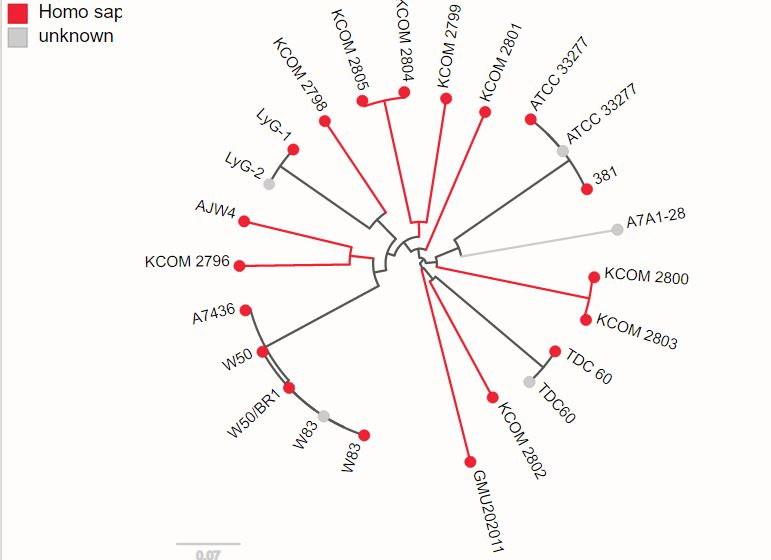 Homo sap
unknown
KCOM 2798
KCOM 2805
KCOM 2804
KCOM 2799
KCOM 2801
ATCC 33277
ATCC 33277
381
A7A1-28
KCOM 2800
KCOM 2803
TDC 60
TDC60
KCOM 2802
GMU202011
W83
W83
W50/BR1
W50
A7436
KCOM 2796
AJW4
LyG-2
LyG-1
0.07